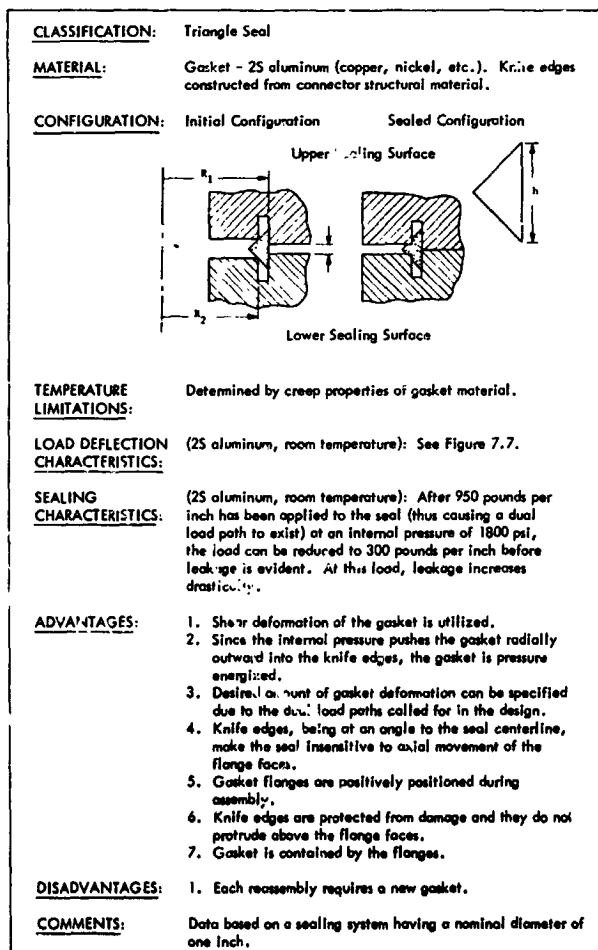 CLASSIFICATION: Triangle Seal
MATERIAL: Gasket - 2S aluminum (copper, nickel, etc.). Knife edges
constructed from connector structural material.
CONFIGURATION: Initial Configuration Sealed Configuration
Upper Sealing Surface
R1
h
R2
Lower Sealing Surface
TEMPERATURE Determined by creep properties of gasket material.
LIMITATIONS:
LOAD DEFLECTION (2S aluminum, room temperature): See Figure 7.7.
CHARACTERISTICS:
SEALING (2S aluminum, room temperature): After 950 pounds per
CHARACTERISTICS: inch has been applied to the seal (thus causing a dual
load path to exist) at an internal pressure of 1800 psi,
the load can be reduced to 300 pounds per inch before
leakage is evident. At this load, leakage increases
drastically.
ADVANTAGES: 1. Shear deformation of the gasket is utilized.
2. Since the internal pressure pushes the gasket radially
outward into the knife edges, the gasket is pressure
energized.
3. Desired amount of gasket deformation can be specified
due to the dual load paths called for in the design.
4. Knife edges, being at an angle to the seal centerline,
make the seal insensitive to axial movement of the
flange faces.
5. Gasket flanges are positively positioned during
assembly.
6. Knife edges are protected from damage and they do not
protrude above the flange faces.
7. Gasket is contained by the flanges.
DISADVANTAGES: 1. Each reassembly requires a new gasket.
COMMENTS: Data based on a sealing system having a nominal diameter of
one inch.